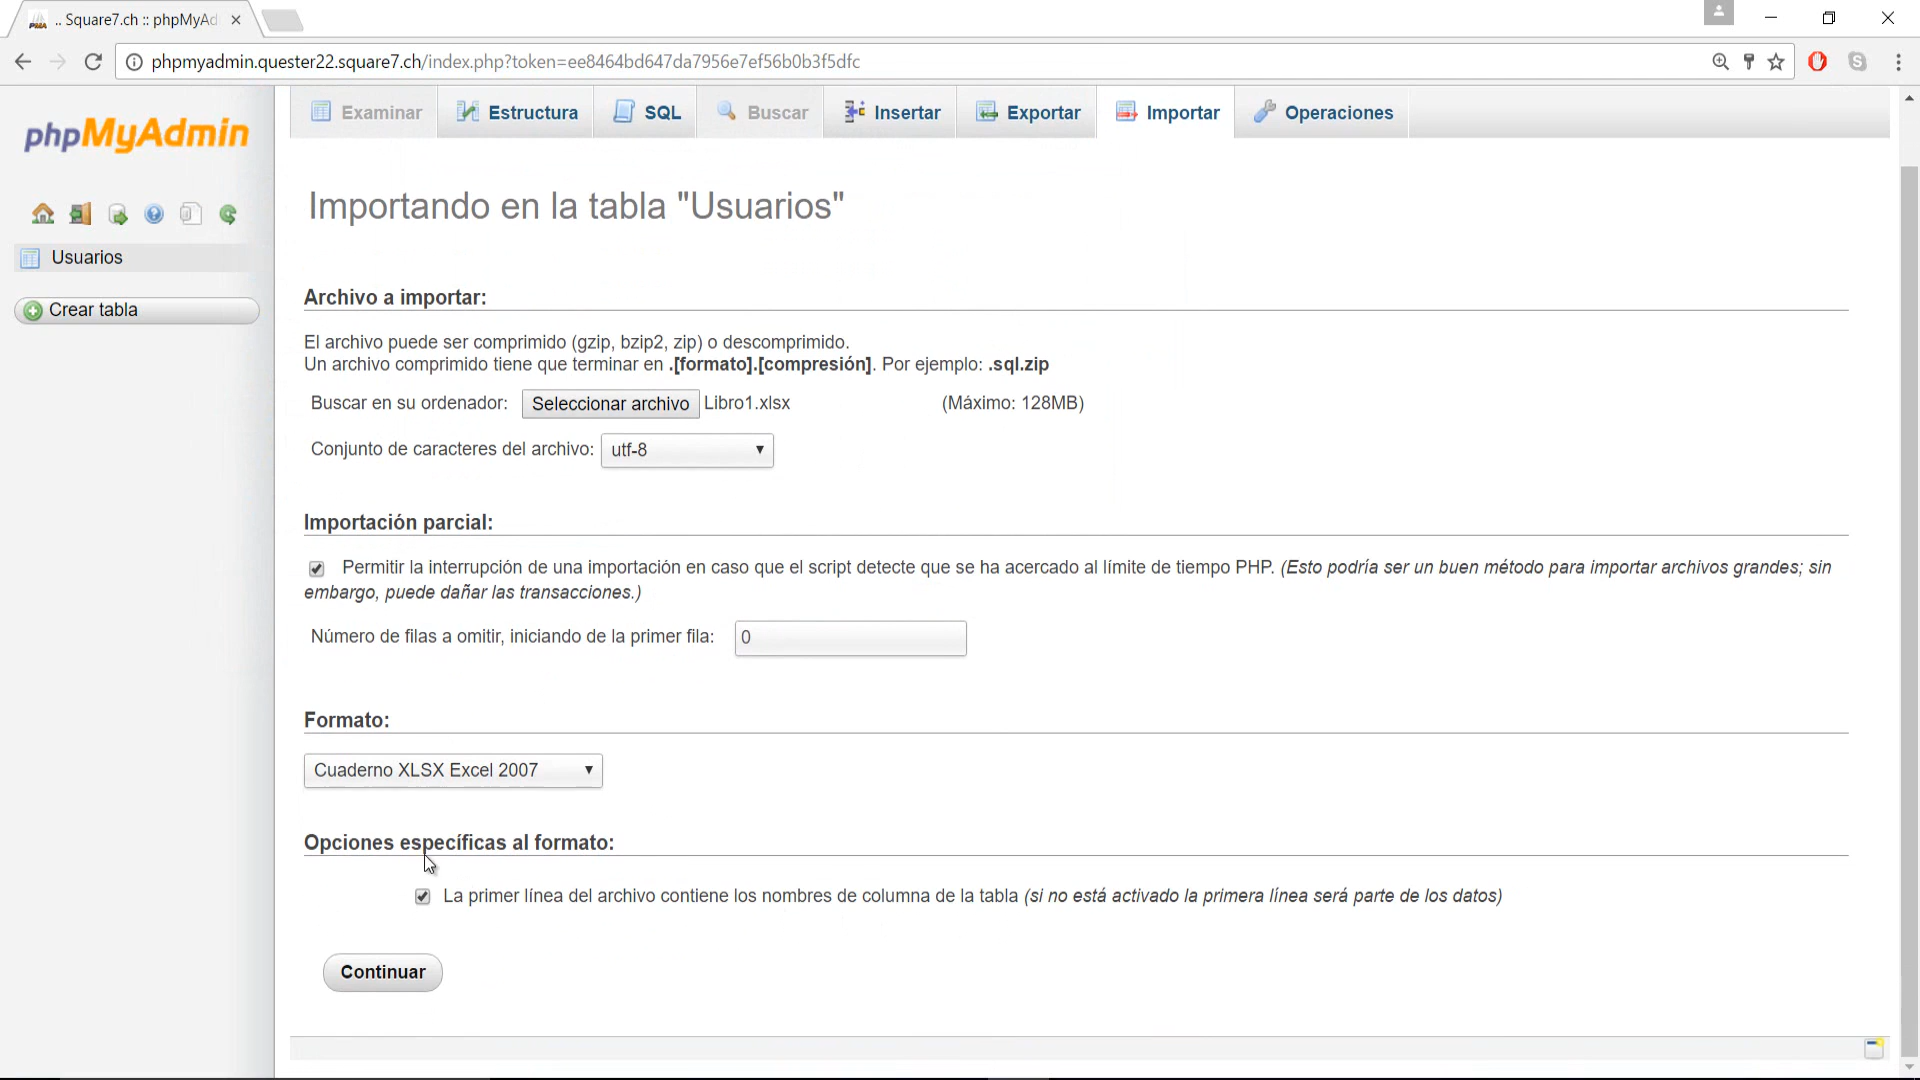 .. Square7.ch :: phpMyAd
phpmyadmin.quester22.square7.ch/index.php?token=ee8464bd647da7956e7ef56b0b3f5dfc
Examinar Estructura SQL Buscar Insertar Exportar Importar Operaciones
phpMyAdmin
Importando en la tabla "Usuarios"
Usuarios
Crear tabla
Archivo a importar:
El archivo puede ser comprimido (gzip, bzip2, zip) o descomprimido.
Un archivo comprimido tiene que terminar en .[formato].[compresión]. Por ejemplo: .sql.zip
Buscar en su ordenador: Seleccionar archivo Libro1.xlsx (Máximo: 128MB)
Conjunto de caracteres del archivo: utf-8
Importación parcial:
Permitir la interrupción de una importación en caso que el script detecte que se ha acercado al límite de tiempo PHP. (Esto podría ser un buen método para importar archivos grandes; sin
embargo, puede dañar las transacciones.)
Número de filas a omitir, iniciando de la primer fila: 0
Formato:
Cuaderno XLSX Excel 2007
Opciones específicas al formato:
La primer línea del archivo contiene los nombres de columna de la tabla (si no está activado la primera línea será parte de los datos)
Continuar